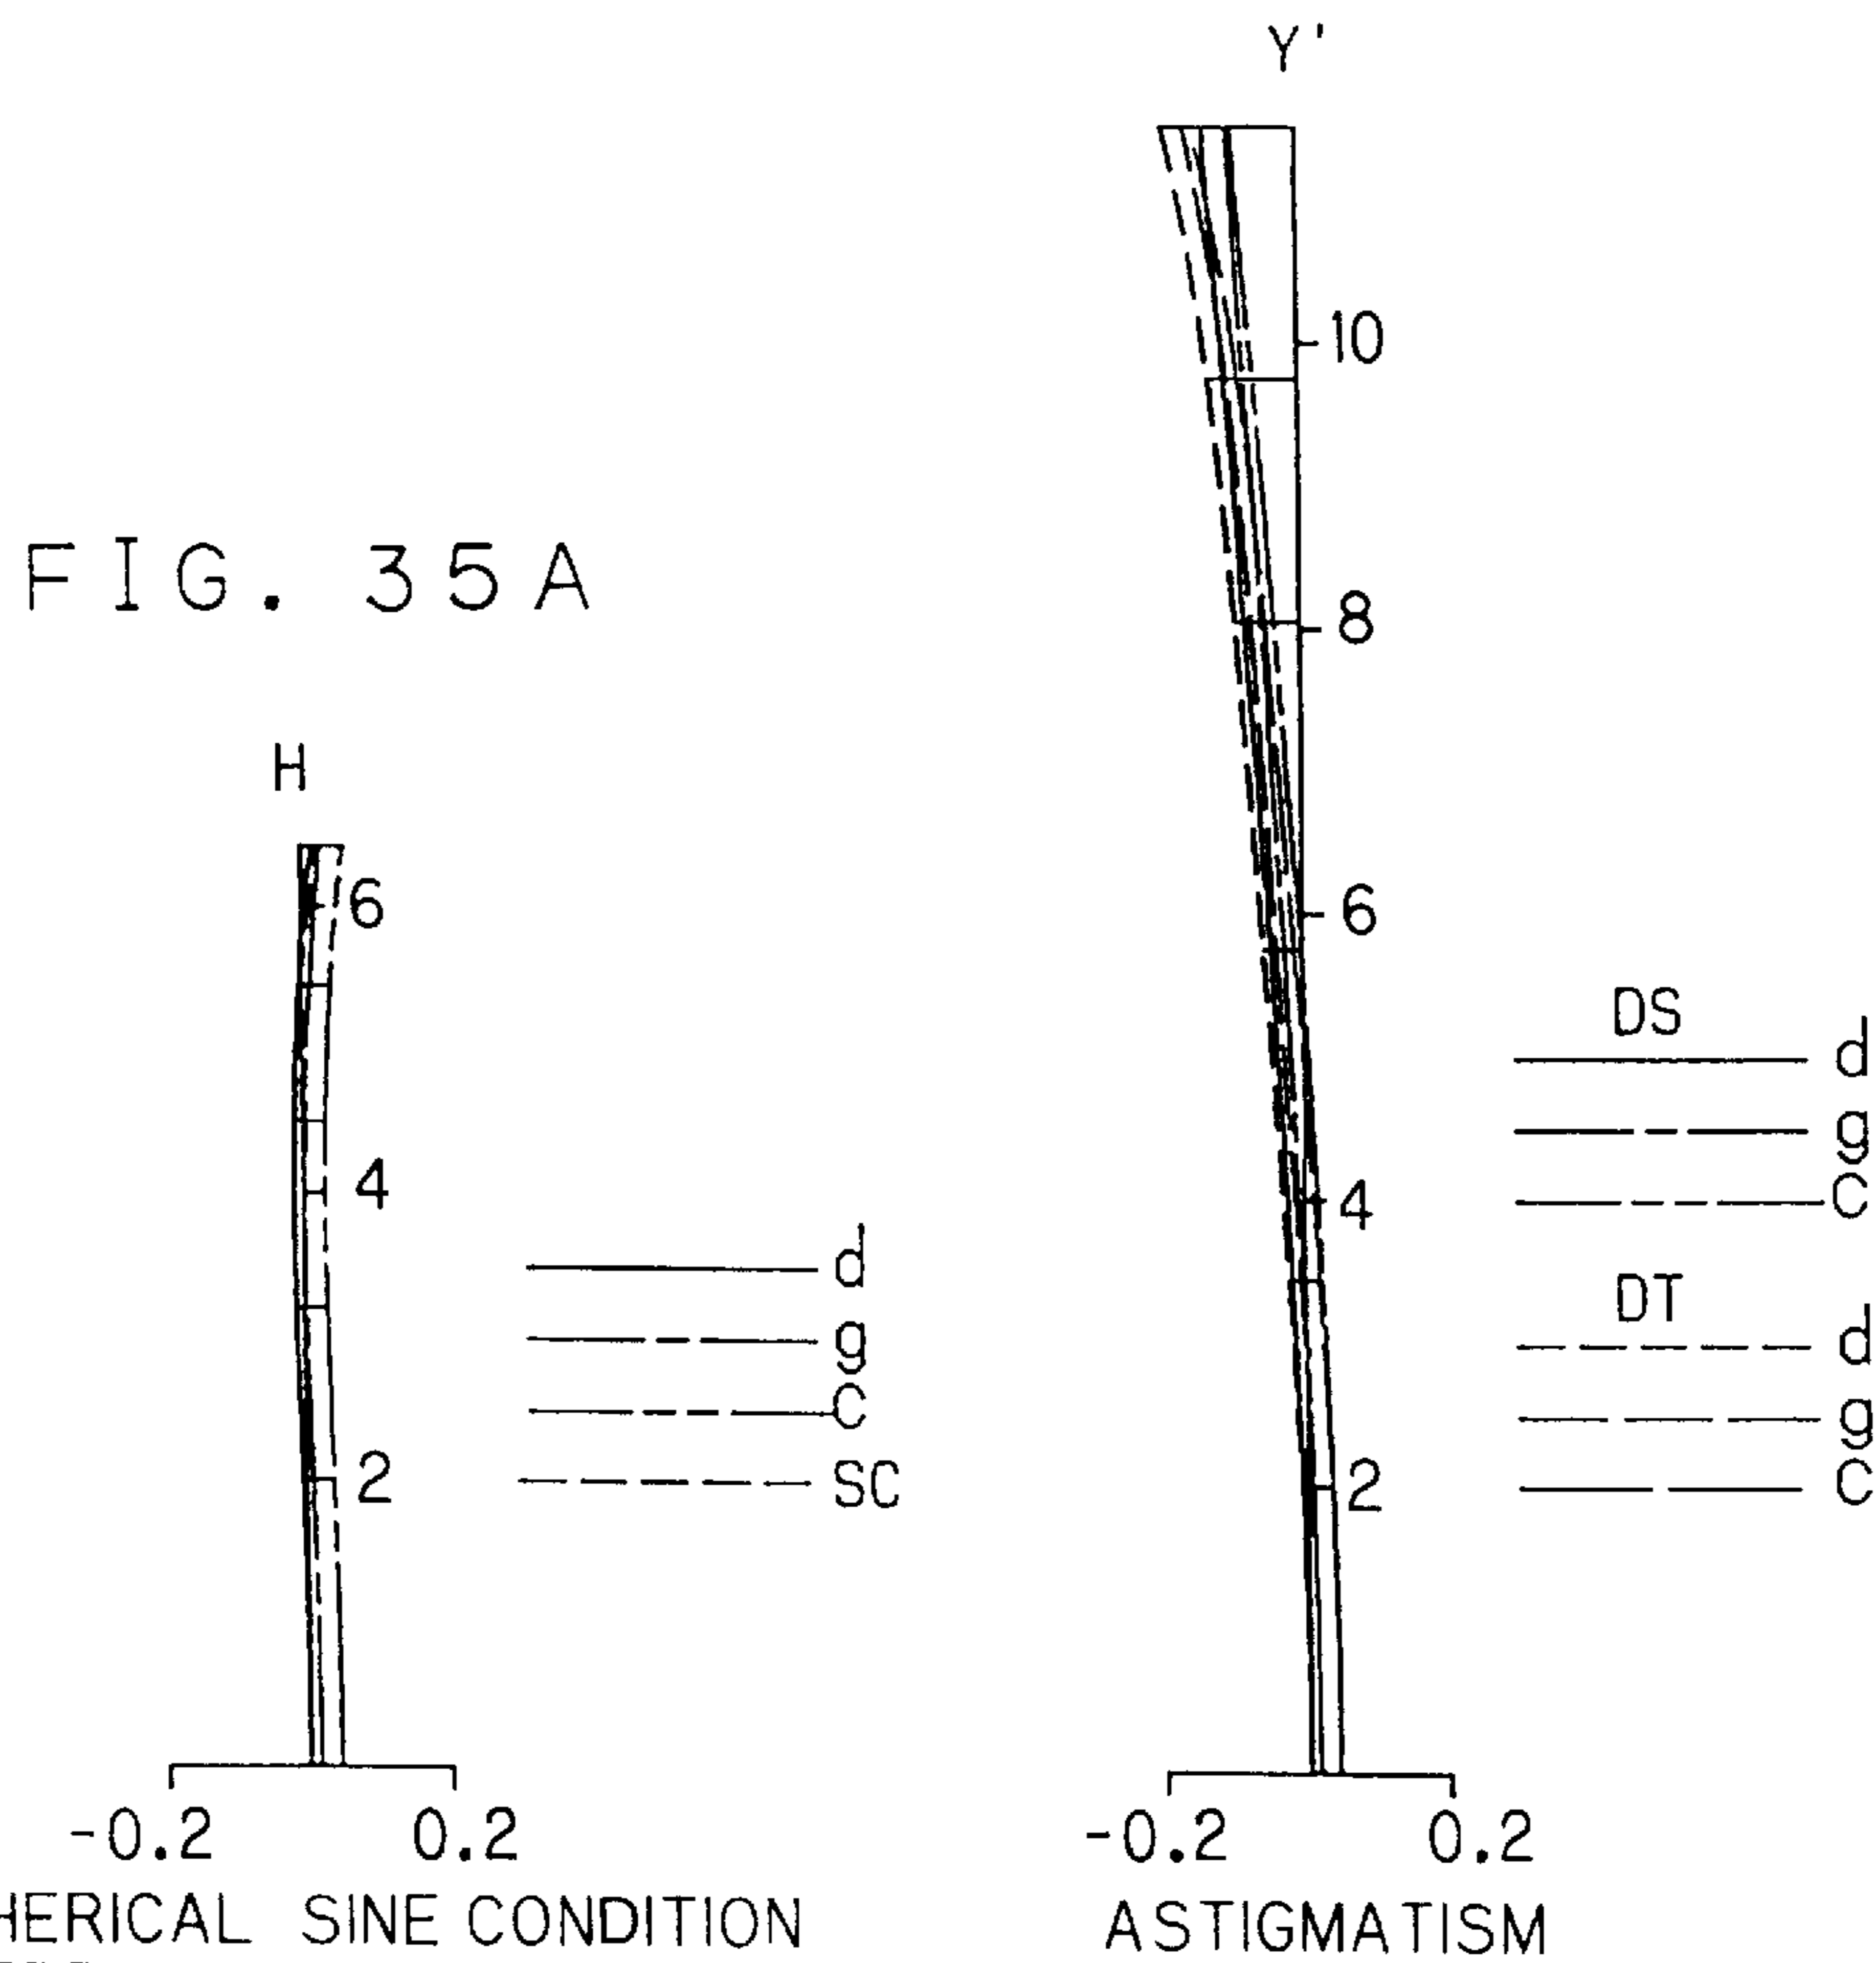 FIG. 35A
H
6
4
2
-0.2 0.2
SINE CONDITION
d
g
C
SC
Y'
10
8
6
4
2
-0.2 0.2
ASTIGMATISM
DS
d
g
C
DT
d
g
C